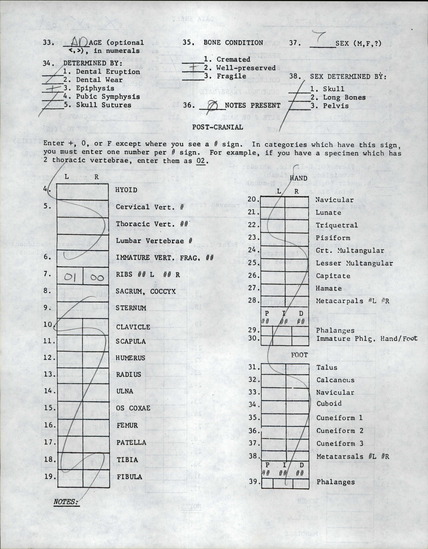 33. AD AGE (optional <,>), in numerals
34. DETERMINED BY:
1. Dental Eruption
2. Dental Wear
+ 3. Epiphysis
4. Pubic Symphysis
5. Skull Sutures
35. BONE CONDITION
1. Cremated
+ 2. Well-preserved
3. Fragile
36. Ø NOTES PRESENT
37. ? SEX (M,F,?)
38. SEX DETERMINED BY:
1. Skull
2. Long Bones
3. Pelvis
POST-CRANIAL
Enter +, O, or F except where you see a # sign. In categories which have this sign,
you must enter one number per # sign. For example, if you have a specimen which has
2 thoracic vertebrae, enter them as 02.
L R
4. HYOID
5. Cervical Vert. #
Thoracic Vert. ##
Lumbar Vertebrae #
6. IMMATURE VERT. FRAG. ##
7. 01 00 RIBS ## L ## R
8. SACRUM, COCCYX
9. STERNUM
10. CLAVICLE
11. SCAPULA
12. HUMERUS
13. RADIUS
14. ULNA
15. OS COXAE
16. FEMUR
17. PATELLA
18. TIBIA
19. FIBULA
NOTES:
HAND
L R
20. Navicular
21. Lunate
22. Triquetral
23. Pisiform
24. Grt. Multangular
25. Lesser Multangular
26. Capitate
27. Hamate
28. Metacarpals #L #R
P I D
## ## ##
29. Phalanges
30. Immature Phlg. Hand/Foot
FOOT
31. Talus
32. Calcaneus
33. Navicular
34. Cuboid
35. Cuneiform 1
36. Cuneiform 2
37. Cuneiform 3
38. Metatarsals #L #R
P I D
## ## ##
39. Phalanges